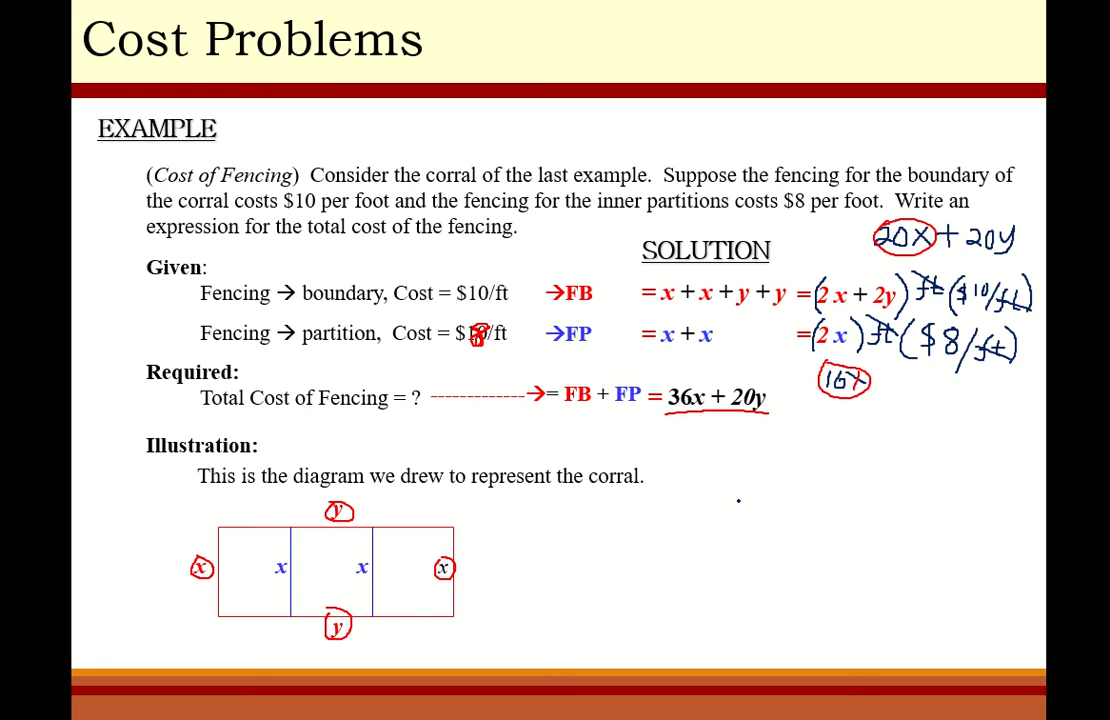 Cost Problems
EXAMPLE
(Cost of Fencing) Consider the corral of the last example. Suppose the fencing for the boundary of
the corral costs $10 per foot and the fencing for the inner partitions costs $8 per foot. Write an
expression for the total cost of the fencing.
20x + 20y
SOLUTION
Given:
Fencing → boundary, Cost = $10/ft →FB = x + x + y + y = (2x + 2y) ft ($10/ft)
Fencing → partition, Cost = $8/ft →FP = x + x = (2x) ft ($8/ft)
16x
Required:
Total Cost of Fencing = ? -------------→= FB + FP = 36x + 20y
Illustration:
This is the diagram we drew to represent the corral.
y
x x x x
y